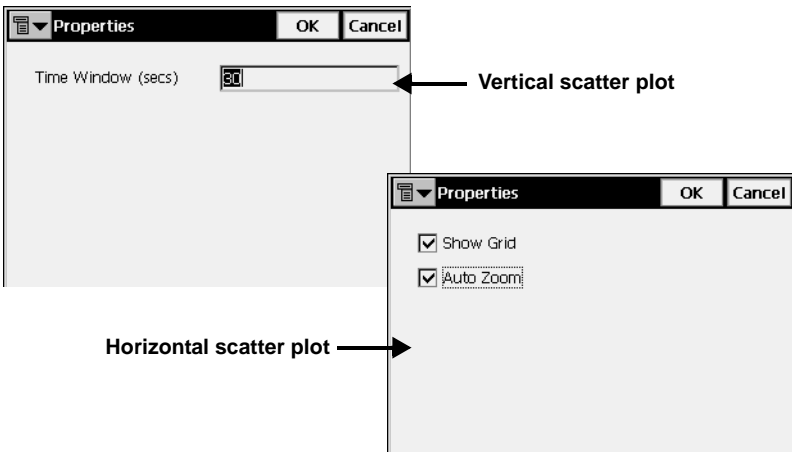 Properties OK Cancel
Time Window (secs) 30
Vertical scatter plot
Properties OK Cancel
Show Grid
Auto Zoom
Horizontal scatter plot